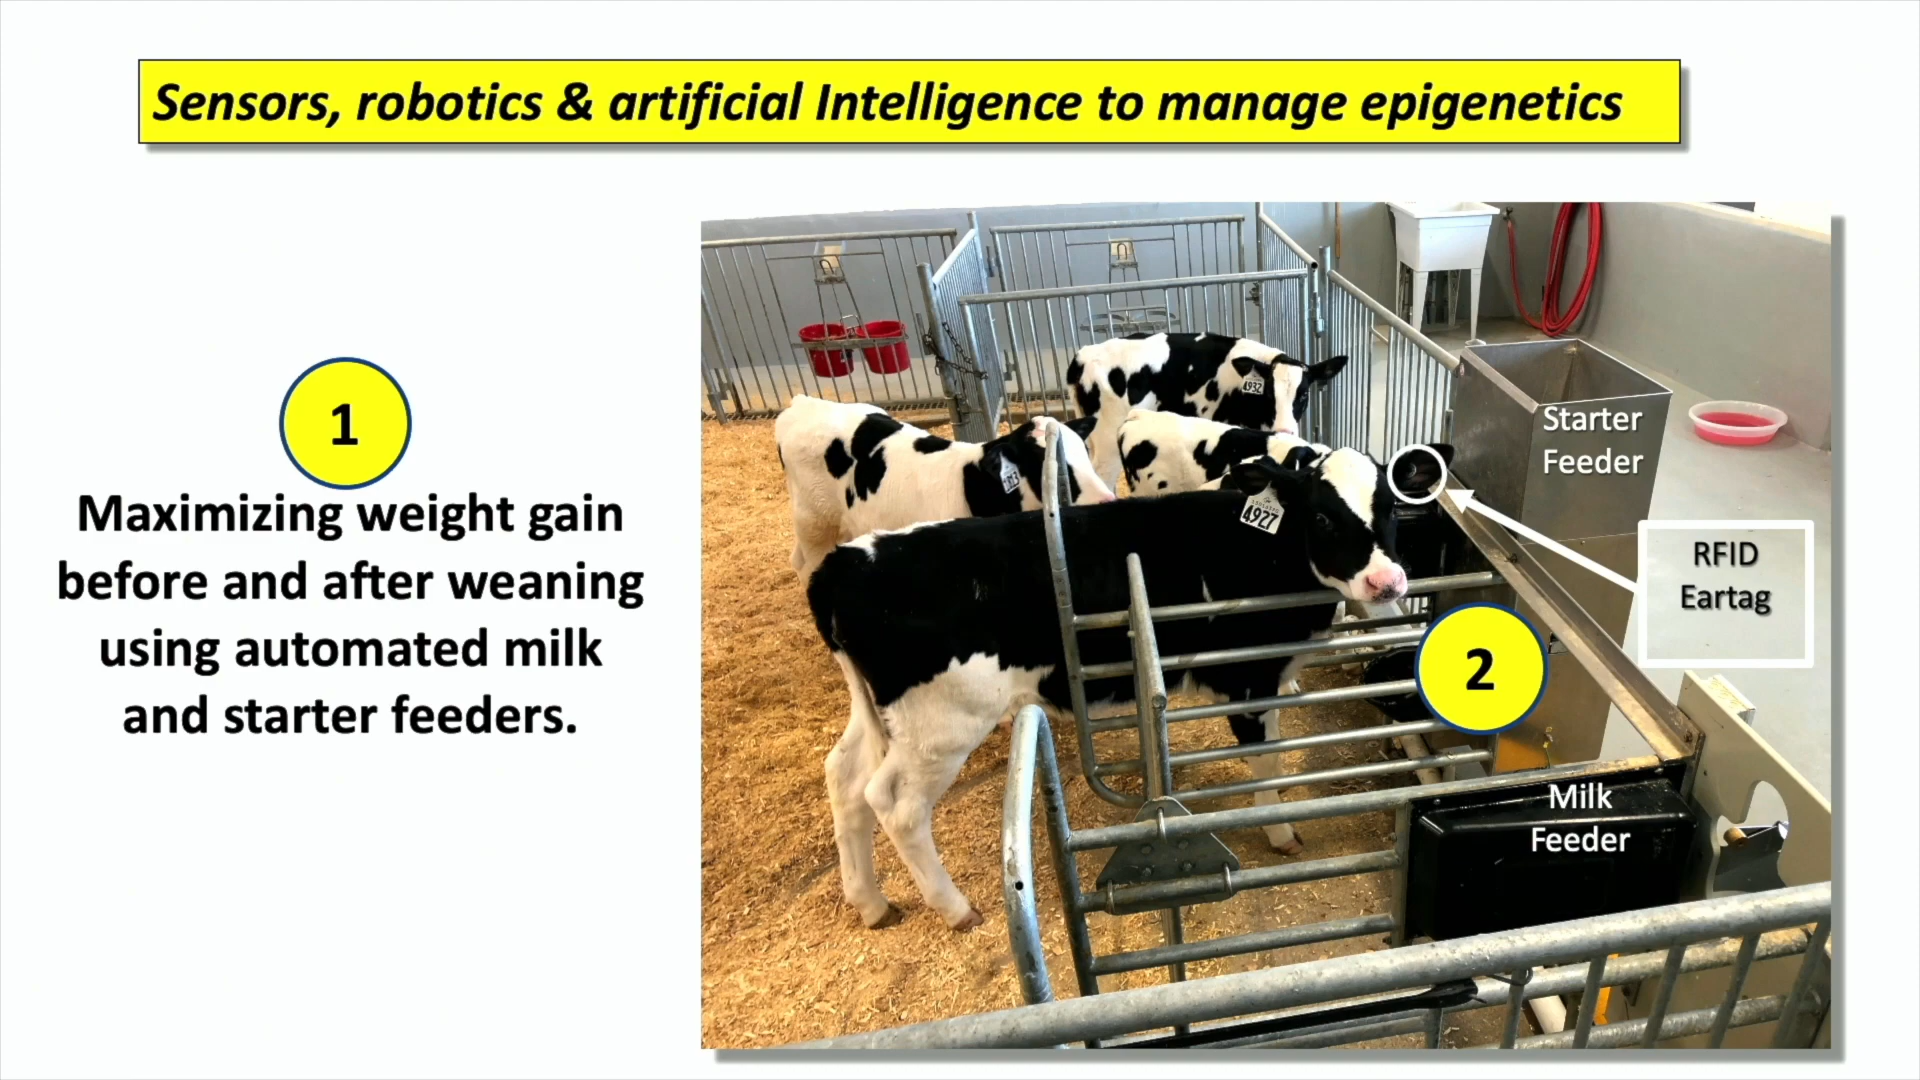 Sensors, robotics & artificial Intelligence to manage epigenetics
1
Maximizing weight gain
before and after weaning
using automated milk
and starter feeders.
4932
4927
Starter
Feeder
RFID
Eartag
2
Milk
Feeder